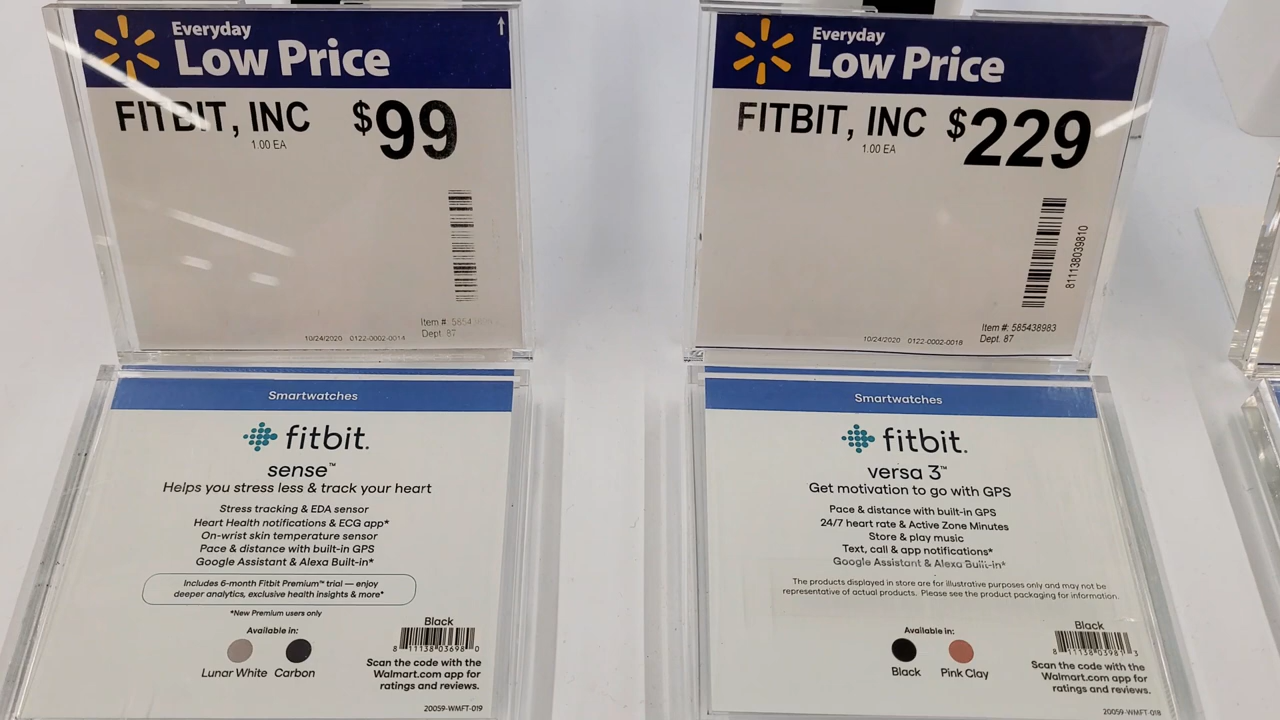 Everyday
Low Price
FITBIT, INC $99
1.00 EA
Item #: 5854
Dept. 87
10/24/2020 0122-0002-0014
Everyday
Low Price
FITBIT, INC $229
1.00 EA
811138039810
Item #: 585438983
Dept. 87
10/24/2020 0122-0002-0018
Smartwatches
fitbit.
sense™
Helps you stress less & track your heart
Stress tracking & EDA sensor
Heart Health notifications & ECG app*
On-wrist skin temperature sensor
Pace & distance with built-in GPS
Google Assistant & Alexa Built-in*
Includes 6-month Fitbit Premium™ trial — enjoy
deeper analytics, exclusive health insights & more*
*New Premium users only
Available in:
Lunar White Carbon
Black
8 11138 03698 0
Scan the code with the
Walmart.com app for
ratings and reviews.
20059-WMFT-019
Smartwatches
fitbit.
versa 3™
Get motivation to go with GPS
Pace & distance with built-in GPS
24/7 heart rate & Active Zone Minutes
Store & play music
Text, call & app notifications*
Google Assistant & Alexa Built-in*
The products displayed in store are for illustrative purposes only and may not be
representative of actual products. Please see the product packaging for information.
Available in:
Black Pink Clay
Black
8 11138 03981 3
Scan the code with the
Walmart.com app for
ratings and reviews.
20059-WMFT-018